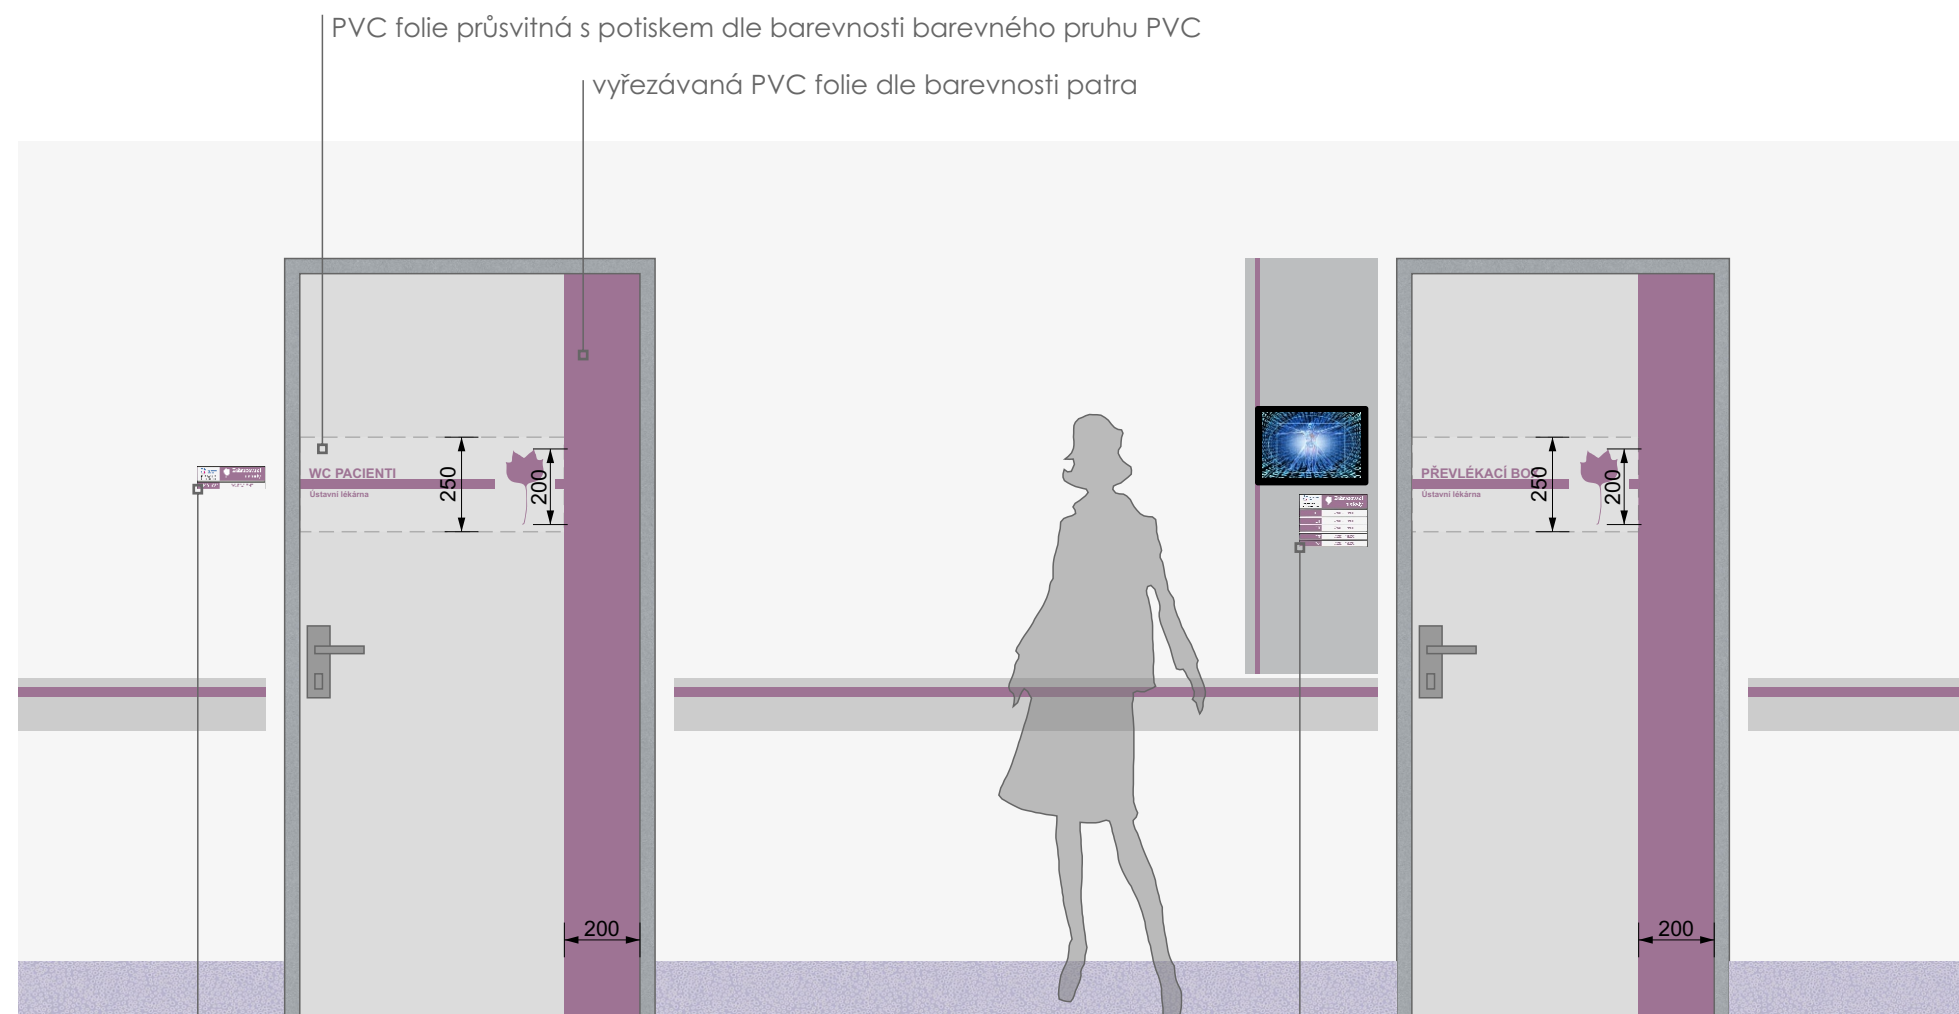 PVC folie průsvitná s potiskem dle barevnosti barevného pruhu PVC
vyřezávaná PVC folie dle barevnosti patra
WC PACIENTI
Ústavní lékárna
250
200
PŘEVLÉKACÍ BOX
Ústavní lékárna
250
200
200
200